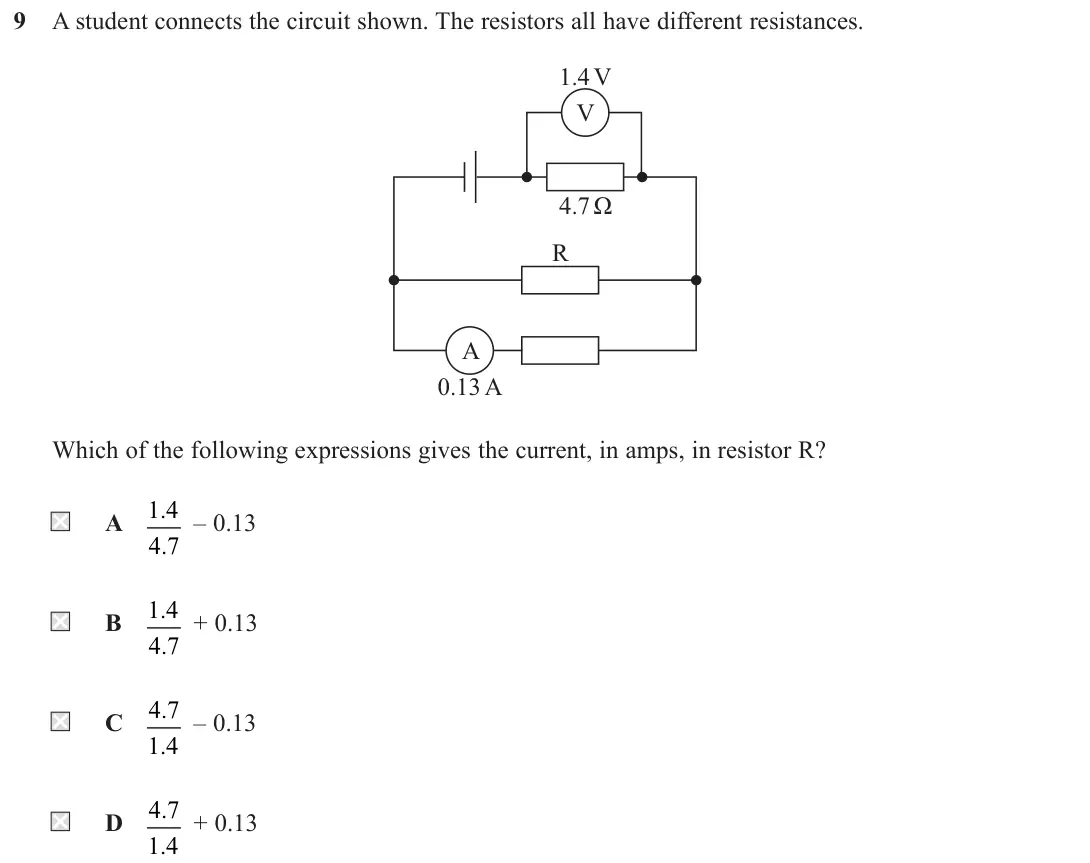 9 A student connects the circuit shown. The resistors all have different resistances.
1.4 V
V
4.7 Ω
R
A
0.13 A
Which of the following expressions gives the current, in amps, in resistor R?
A 1.4/4.7 – 0.13
B 1.4/4.7 + 0.13
C 4.7/1.4 – 0.13
D 4.7/1.4 + 0.13